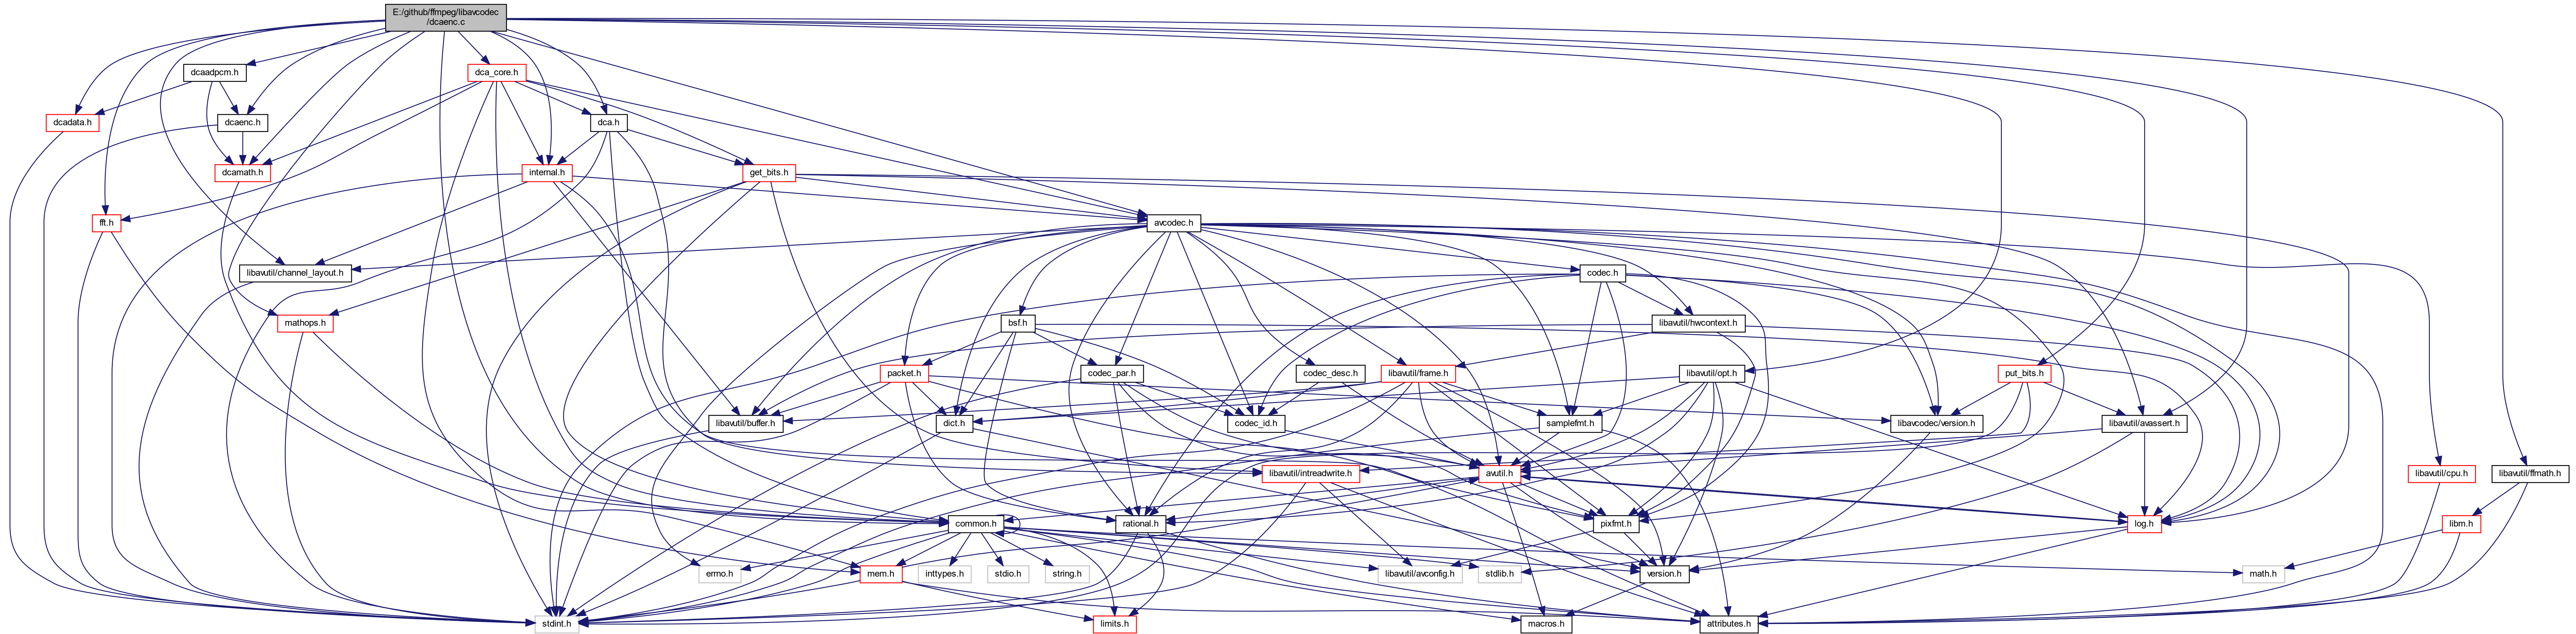 E:/github/ffmpeg/libavcodec
/dcaenc.c
dcaadpcm.h
dca_core.h
dcadata.h
dcaenc.h
dca.h
dcamath.h
internal.h
get_bits.h
fft.h
avcodec.h
libavutil/channel_layout.h
codec.h
mathops.h
bsf.h
libavutil/hwcontext.h
packet.h
codec_par.h
codec_desc.h
libavutil/frame.h
libavutil/opt.h
put_bits.h
libavutil/buffer.h
dict.h
codec_id.h
samplefmt.h
libavcodec/version.h
libavutil/avassert.h
libavutil/intreadwrite.h
avutil.h
libavutil/cpu.h
libavutil/ffmath.h
common.h
rational.h
pixfmt.h
log.h
libm.h
errno.h
mem.h
inttypes.h
stdio.h
string.h
libavutil/avconfig.h
stdlib.h
version.h
math.h
stdint.h
limits.h
macros.h
attributes.h